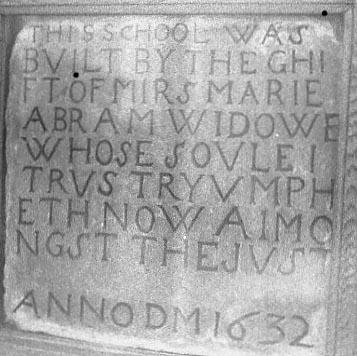 THIS SCHOOL WAS
BVILT BY THE GHI
FT OF MIRS MARIE
ABRAM WIDOWE
WHOSE SOVLE I
TRVS TRYVMPH
ETH NOW AIMO
NGST THE JVST
ANNO DMI 1632